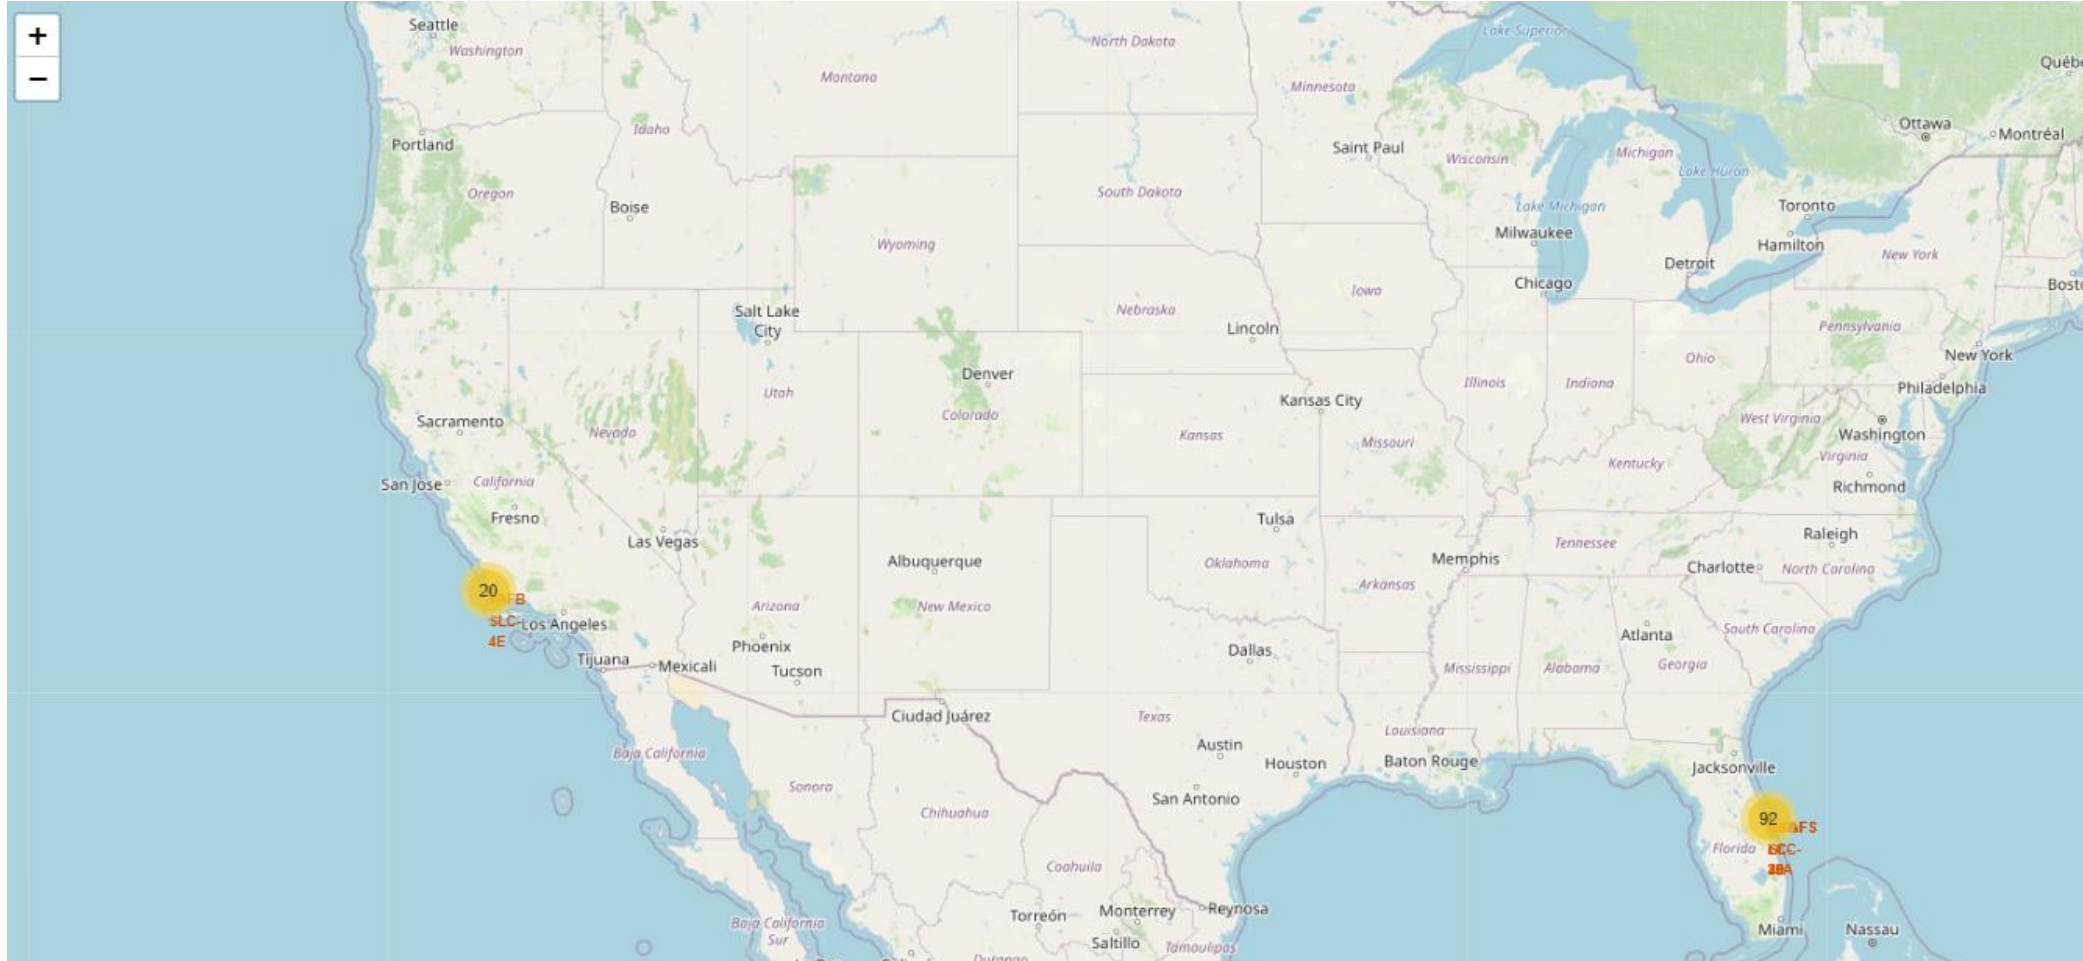 +
−
Seattle
Washington
Montana
North Dakota
Minnesota
Lake Superior
Québe
Portland
Idaho
Oregon
Boise
South Dakota
Saint Paul
Wisconsin
Michigan
Lake Huron
Ottawa
Montréal
Wyoming
Lake Michigan
Milwaukee
Toronto
Hamilton
Detroit
New York
Chicago
Iowa
Bost
Salt Lake
City
Nebraska
Lincoln
Pennsylvania
New York
Ohio
Denver
Utah
Colorado
Illinois
Indiana
Philadelphia
Kansas City
Sacramento
Nevada
Kansas
Missouri
West Virginia
Washington
Virginia
Kentucky
San Jose
California
Richmond
Fresno
Las Vegas
Tulsa
Raleigh
Tennessee
Albuquerque
Oklahoma
Memphis
Charlotte
North Carolina
Arkansas
20
FB
SLC-
4E
Los Angeles
Arizona
New Mexico
Phoenix
Tucson
Tijuana
Mexicali
Dallas
Atlanta
South Carolina
Mississippi
Alabama
Georgia
Ciudad Juárez
Texas
Louisiana
Baja California
Austin
Houston
Baton Rouge
Jacksonville
Sonora
Chihuahua
San Antonio
92
AFS
Florida
Coahuila
Torreón
Monterrey
Reynosa
Baja California
Sur
Saltillo
Tamaulipas
Miami
Nassau
Durango